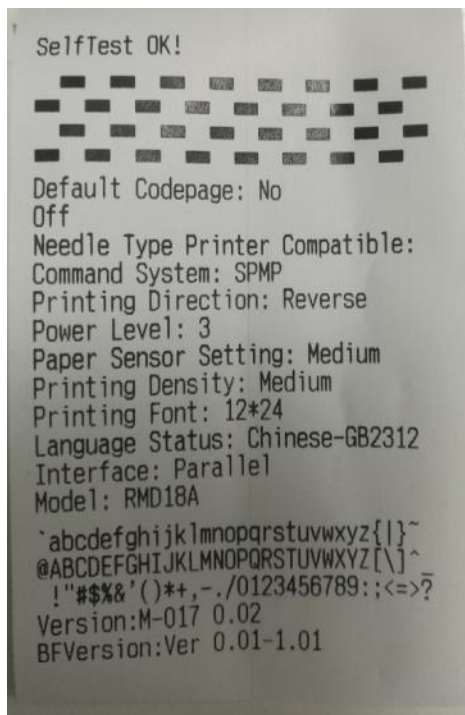 SelfTest OK!
Default Codepage: No
Off
Needle Type Printer Compatible:
Command System: SPMP
Printing Direction: Reverse
Power Level: 3
Paper Sensor Setting: Medium
Printing Density: Medium
Printing Font: 12*24
Language Status: Chinese-GB2312
Interface: Parallel
Model: RMD18A
`abcdefghijklmnopqrstuvwxyz{|}~
@ABCDEFGHIJKLMNOPQRSTUVWXYZ[\]^_
!"#$%&'()*+,-./0123456789:;<=>?
Version:M-017 0.02
BFVersion:Ver 0.01-1.01